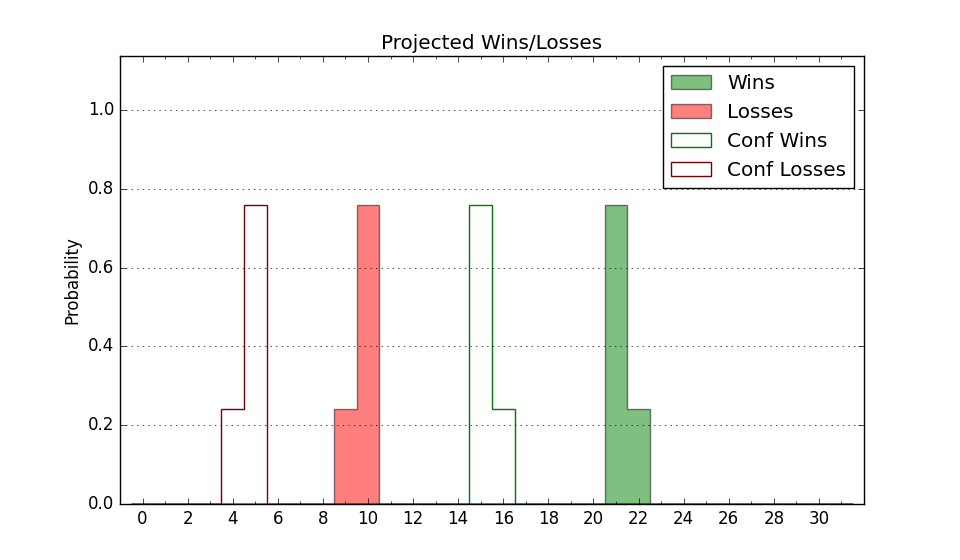 Projected Wins/Losses
Wins
Losses
Conf Wins
Conf Losses
Probability
1.0
0.8
0.6
0.4
0.2
0.0
0 2 4 6 8 10 12 14 16 18 20 22 24 26 28 30